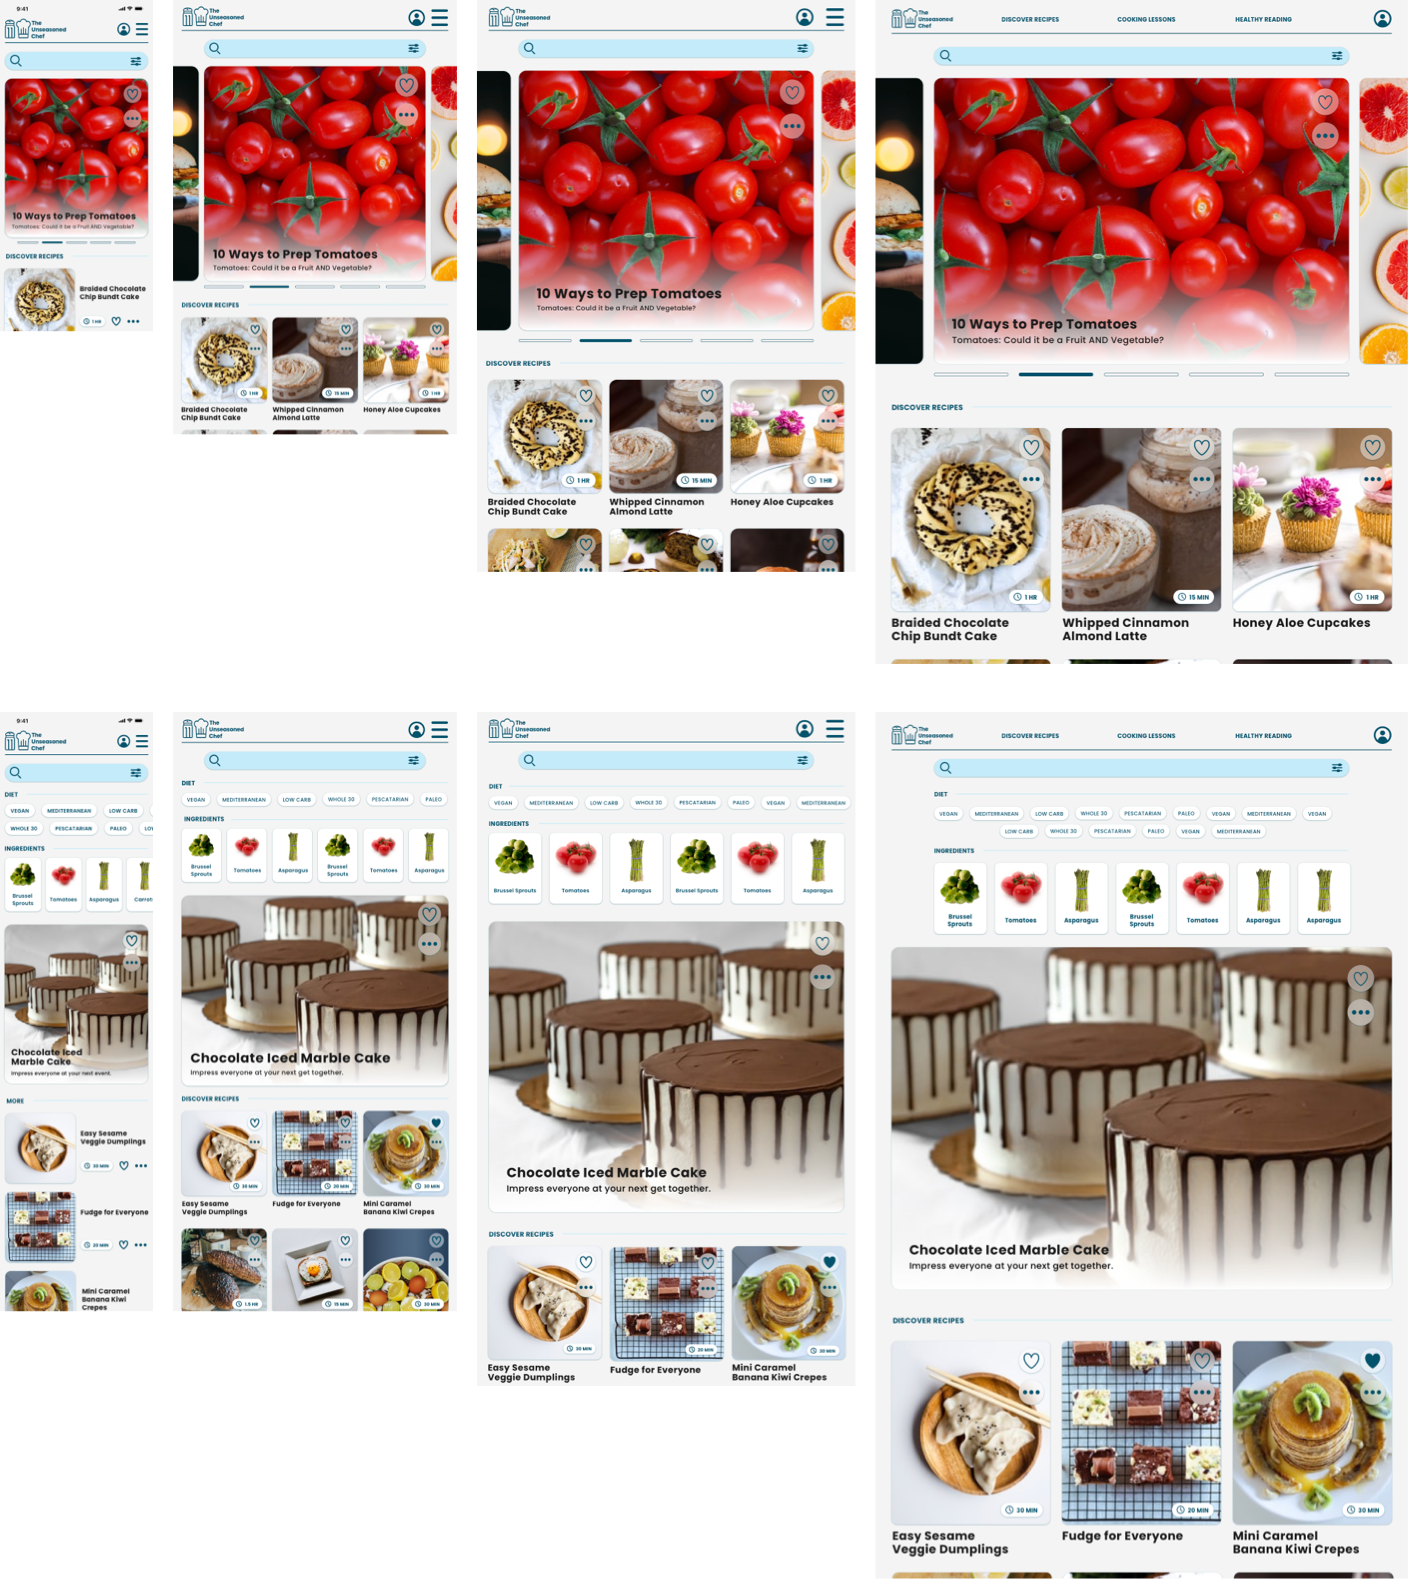 9:41
The
Unseasoned
Chef
10 Ways to Prep Tomatoes
Tomatoes: Could it be a Fruit AND Vegetable?
DISCOVER RECIPES
Braided Chocolate
Chip Bundt Cake
1 HR
The
Unseasoned
Chef
10 Ways to Prep Tomatoes
Tomatoes: Could it be a Fruit AND Vegetable?
DISCOVER RECIPES
1 HR
15 MIN
1 HR
Braided Chocolate
Chip Bundt Cake
Whipped Cinnamon
Almond Latte
Honey Aloe Cupcakes
The
Unseasoned
Chef
10 Ways to Prep Tomatoes
Tomatoes: Could it be a Fruit AND Vegetable?
DISCOVER RECIPES
1 HR
15 MIN
1 HR
Braided Chocolate
Chip Bundt Cake
Whipped Cinnamon
Almond Latte
Honey Aloe Cupcakes
The
Unseasoned
Chef
DISCOVER RECIPES
COOKING LESSONS
HEALTHY READING
10 Ways to Prep Tomatoes
Tomatoes: Could it be a Fruit AND Vegetable?
DISCOVER RECIPES
1 HR
15 MIN
1 HR
Braided Chocolate
Chip Bundt Cake
Whipped Cinnamon
Almond Latte
Honey Aloe Cupcakes
9:41
The
Unseasoned
Chef
DIET
VEGAN MEDITERRANEAN LOW CARB
WHOLE 30 PESCATARIAN PALEO LOW
INGREDIENTS
Brussel
Sprouts
Tomatoes
Asparagus
Carrots
Chocolate Iced
Marble Cake
Impress everyone at your next event.
MORE
Easy Sesame
Veggie Dumplings
30 MIN
Fudge for Everyone
20 MIN
Mini Caramel
Banana Kiwi
Crepes
The
Unseasoned
Chef
DIET
VEGAN MEDITERRANEAN LOW CARB WHOLE 30 PESCATARIAN PALEO
INGREDIENTS
Brussel
Sprouts
Tomatoes
Asparagus
Brussel
Sprouts
Tomatoes
Asparagus
Chocolate Iced Marble Cake
Impress everyone at your next get together.
DISCOVER RECIPES
30 MIN
20 MIN
30 MIN
Easy Sesame
Veggie Dumplings
Fudge for Everyone
Mini Caramel
Banana Kiwi Crepes
1.5 HR
15 MIN
30 MIN
The
Unseasoned
Chef
DIET
VEGAN MEDITERRANEAN LOW CARB WHOLE 30 PESCATARIAN PALEO VEGAN MEDITERRANEAN
INGREDIENTS
Brussel Sprouts
Tomatoes
Asparagus
Brussel Sprouts
Tomatoes
Asparagus
Chocolate Iced Marble Cake
Impress everyone at your next get together.
DISCOVER RECIPES
30 MIN
20 MIN
30 MIN
Easy Sesame
Veggie Dumplings
Fudge for Everyone
Mini Caramel
Banana Kiwi Crepes
The
Unseasoned
Chef
DISCOVER RECIPES
COOKING LESSONS
HEALTHY READING
DIET
VEGAN MEDITERRANEAN LOW CARB WHOLE 30 PESCATARIAN PALEO VEGAN MEDITERRANEAN VEGAN
LOW CARB WHOLE 30 PESCATARIAN PALEO VEGAN MEDITERRANEAN
INGREDIENTS
Brussel
Sprouts
Tomatoes
Asparagus
Brussel
Sprouts
Tomatoes
Asparagus
Asparagus
Chocolate Iced Marble Cake
Impress everyone at your next get together.
DISCOVER RECIPES
30 MIN
20 MIN
30 MIN
Easy Sesame
Veggie Dumplings
Fudge for Everyone
Mini Caramel
Banana Kiwi Crepes